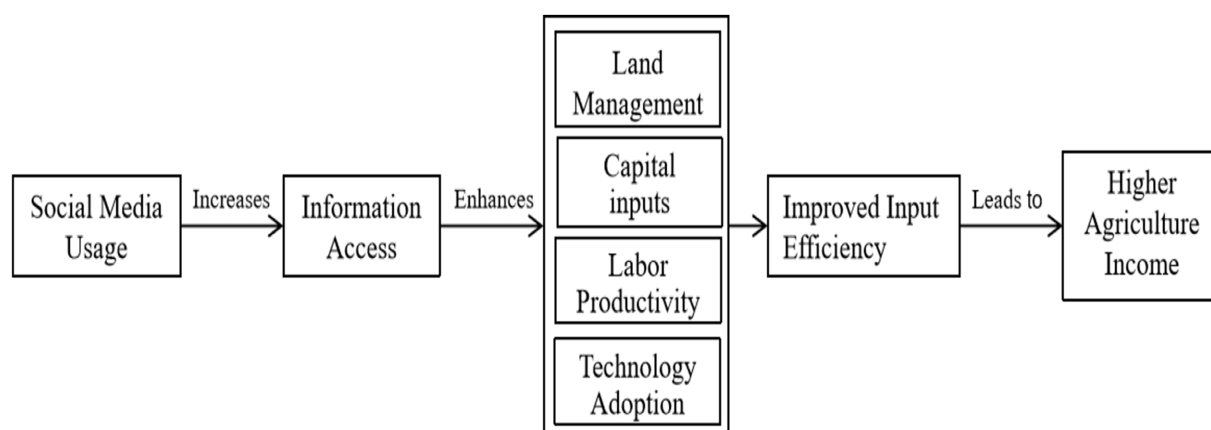 Social Media
Usage
Increases
Information
Access
Enhances
Land
Management
Capital
inputs
Labor
Productivity
Technology
Adoption
Improved Input
Efficiency
Leads to
Higher
Agriculture
Income